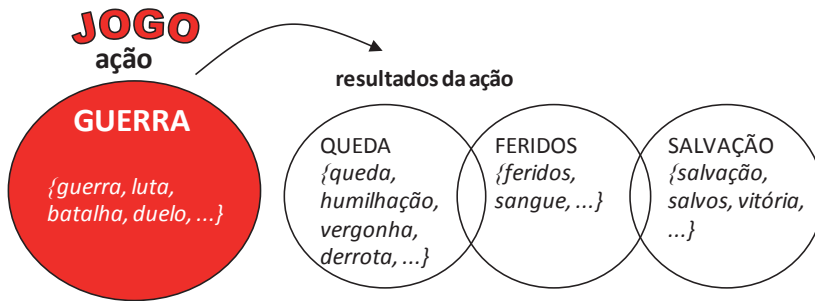 JOGO
ação
resultados da ação
GUERRA
{guerra, luta,
batalha, duelo, ...}
QUEDA
{queda,
humilhação,
vergonha,
derrota, ...}
FERIDOS
{feridos,
sangue, ...}
SALVAÇÃO
{salvação,
salvos, vitória,
...}